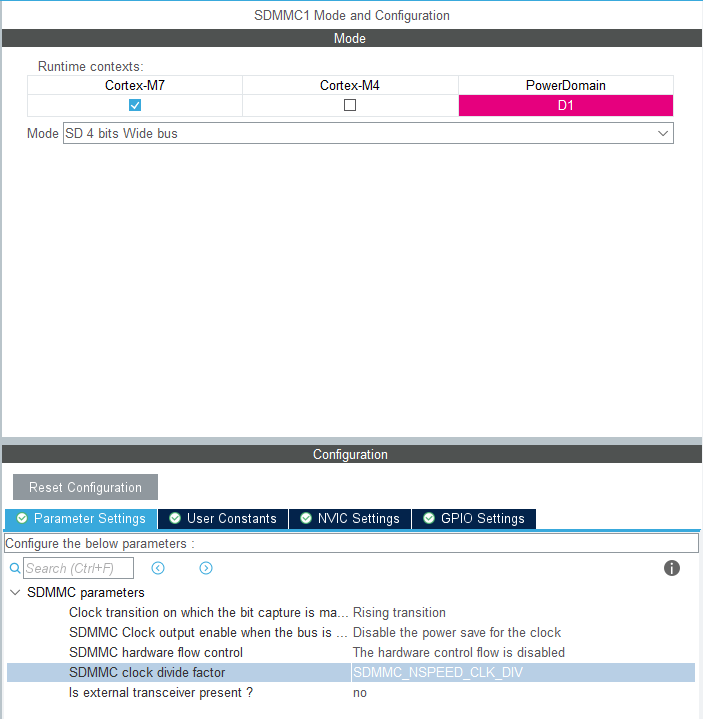 SDMMC1 Mode and Configuration
Mode
Runtime contexts:
Cortex-M7 Cortex-M4 PowerDomain
D1
Mode SD 4 bits Wide bus
Configuration
Reset Configuration
Parameter Settings User Constants NVIC Settings GPIO Settings
Configure the below parameters :
Search (Ctrl+F)
SDMMC parameters
Clock transition on which the bit capture is ma... Rising transition
SDMMC Clock output enable when the bus is ... Disable the power save for the clock
SDMMC hardware flow control The hardware control flow is disabled
SDMMC clock divide factor SDMMC_NSPEED_CLK_DIV
Is external transceiver present ? no